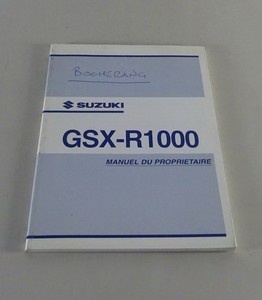 BOOMERANG
SUZUKI
GSX-R1000
MANUEL DU PROPRIETAIRE